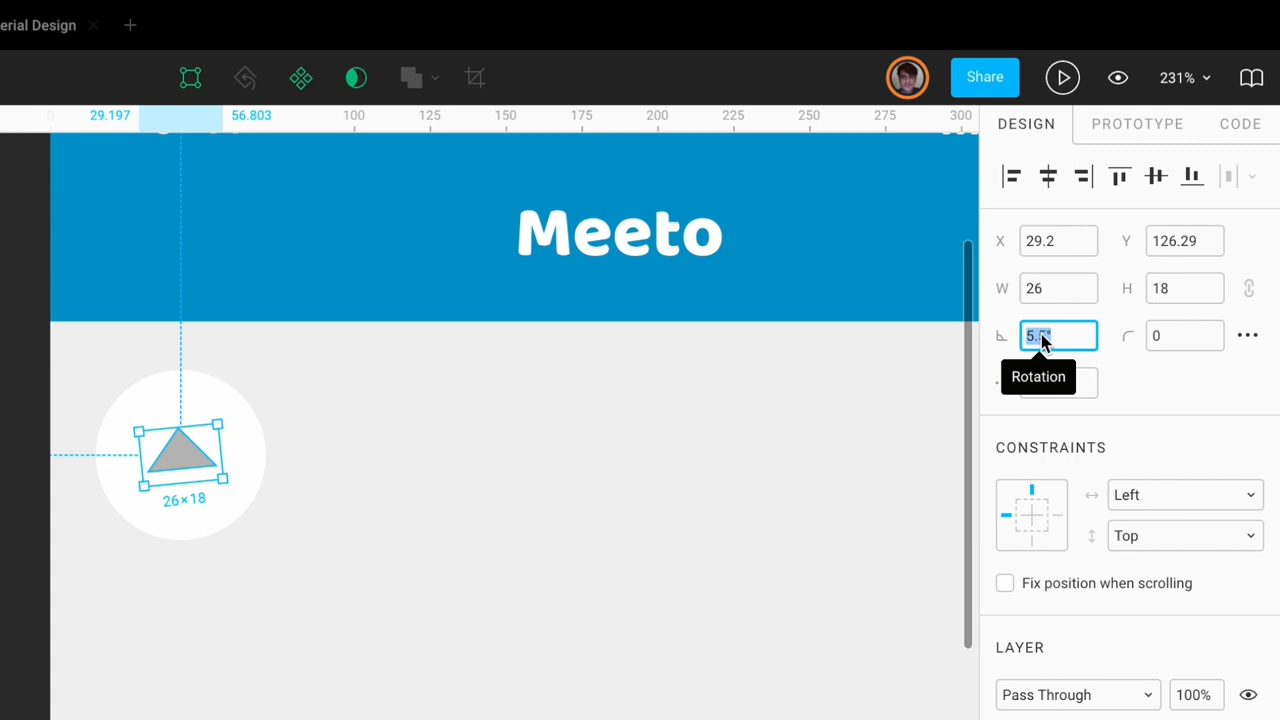 erial Design
Share
231%
0 29.197 56.803 100 125 150 175 200 225 250 275 300
DESIGN PROTOTYPE CODE
Meeto
X 29.2 Y 126.29
W 26 H 18
0
Rotation
CONSTRAINTS
26×18
Left
Top
Fix position when scrolling
LAYER
Pass Through 100%